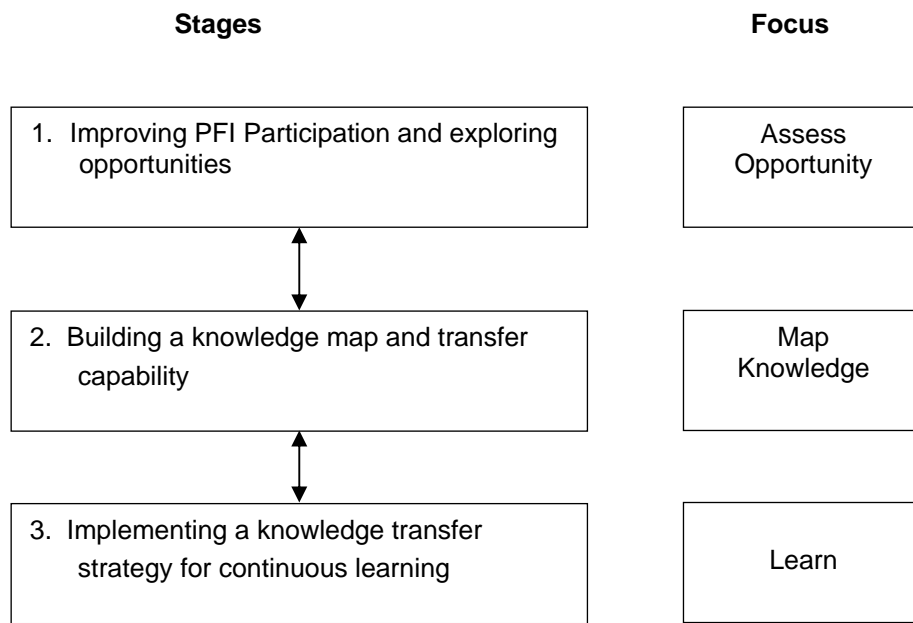 Stages
Focus
1. Improving PFI Participation and exploring
opportunities
Assess
Opportunity
2. Building a knowledge map and transfer
capability
Map
Knowledge
3. Implementing a knowledge transfer
strategy for continuous learning
Learn